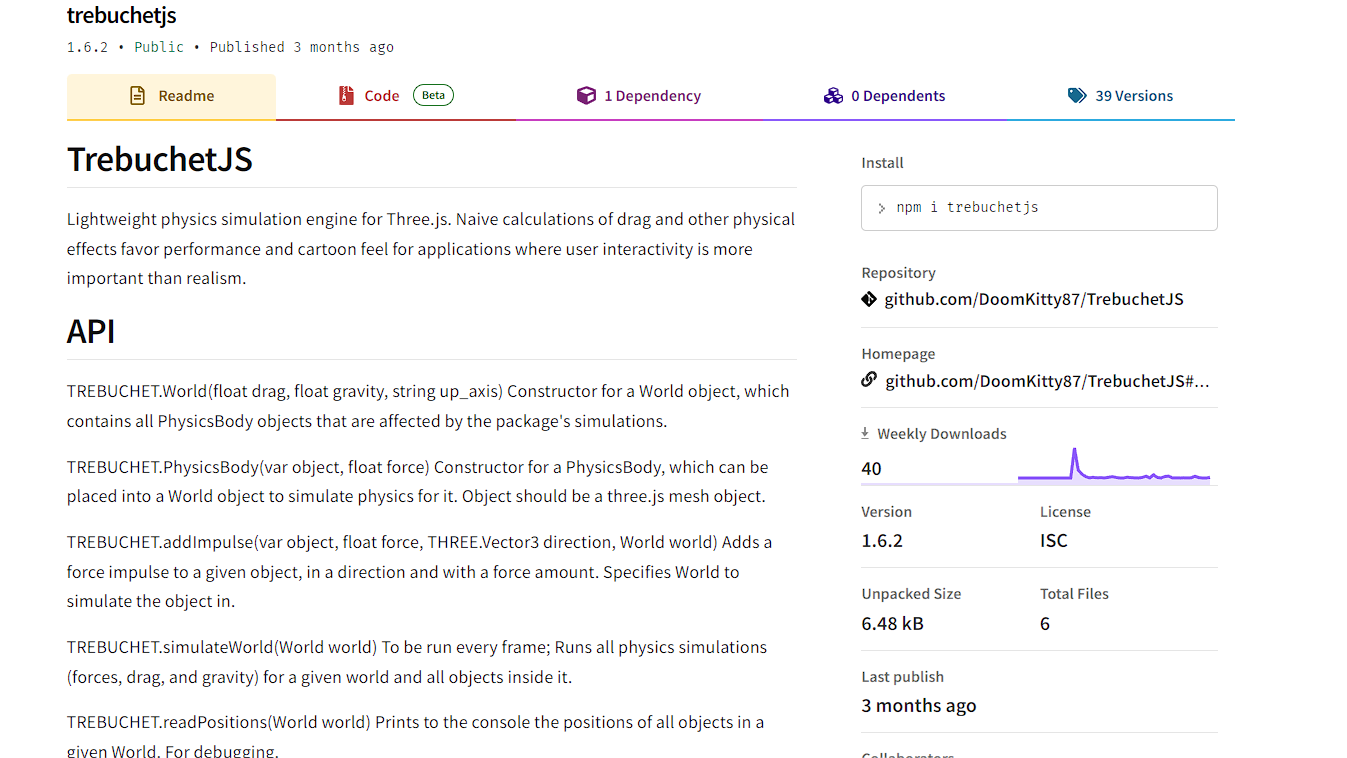 trebuchetjs
1.6.2 • Public • Published 3 months ago
Readme
Code Beta
1 Dependency
0 Dependents
39 Versions
TrebuchetJS
Lightweight physics simulation engine for Three.js. Naive calculations of drag and other physical
effects favor performance and cartoon feel for applications where user interactivity is more
important than realism.
API
TREBUCHET.World(float drag, float gravity, string up_axis) Constructor for a World object, which
contains all PhysicsBody objects that are affected by the package's simulations.
TREBUCHET.PhysicsBody(var object, float force) Constructor for a PhysicsBody, which can be
placed into a World object to simulate physics for it. Object should be a three.js mesh object.
TREBUCHET.addImpulse(var object, float force, THREE.Vector3 direction, World world) Adds a
force impulse to a given object, in a direction and with a force amount. Specifies World to
simulate the object in.
TREBUCHET.simulateWorld(World world) To be run every frame; Runs all physics simulations
(forces, drag, and gravity) for a given world and all objects inside it.
TREBUCHET.readPositions(World world) Prints to the console the positions of all objects in a
given World. For debugging.
Install
npm i trebuchetjs
Repository
github.com/DoomKitty87/TrebuchetJS
Homepage
github.com/DoomKitty87/TrebuchetJS#...
Weekly Downloads
40
Version
1.6.2
License
ISC
Unpacked Size
6.48 kB
Total Files
6
Last publish
3 months ago
Collaborators